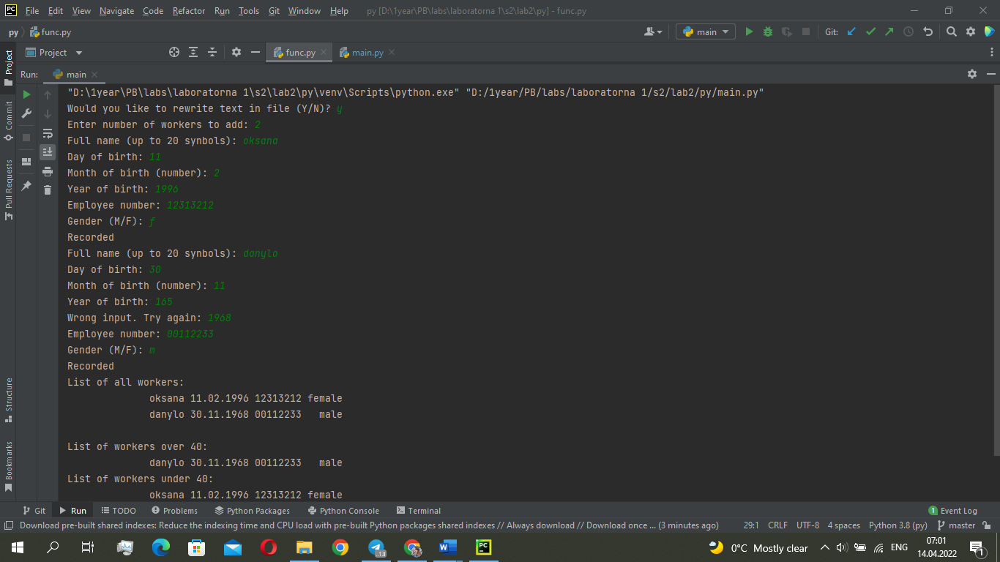 PC File Edit View Navigate Code Refactor Run Tools Git Window Help py [D:\1year\PB\labs\laboratorna 1\s2\lab2\py] - func.py
py func.py main Git:
Project func.py main.py
Run: main
"D:\1year\PB\labs\laboratorna 1\s2\lab2\py\venv\Scripts\python.exe" "D:/1year/PB/labs/laboratorna 1/s2/lab2/py/main.py"
Would you like to rewrite text in file (Y/N)? y
Enter number of workers to add: 2
Full name (up to 20 synbols): oksana
Day of birth: 11
Month of birth (number): 2
Year of birth: 1996
Employee number: 12313212
Gender (M/F): f
Recorded
Full name (up to 20 synbols): danylo
Day of birth: 30
Month of birth (number): 11
Year of birth: 165
Wrong input. Try again: 1968
Employee number: 00112233
Gender (M/F): m
Recorded
List of all workers:
oksana 11.02.1996 12313212 female
danylo 30.11.1968 00112233 male
List of workers over 40:
danylo 30.11.1968 00112233 male
List of workers under 40:
oksana 11.02.1996 12313212 female
Project
Commit
Pull Requests
Structure
Bookmarks
Git Run TODO Problems Python Packages Python Console Terminal 1 Event Log
Download pre-built shared indexes: Reduce the indexing time and CPU load with pre-built Python packages shared indexes // Always download // Download once ... (3 minutes ago) 29:1 CRLF UTF-8 4 spaces Python 3.8 (py) master
13 W PC 0°C Mostly clear ENG 07:01
14.04.2022 1